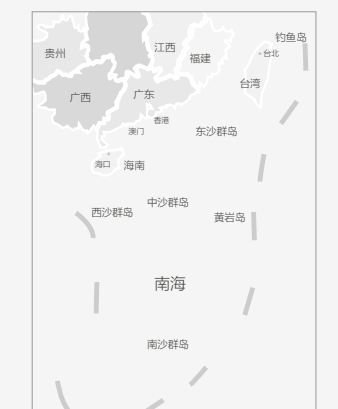 钓鱼岛
江西
贵州
福建
台北
台湾
广西
广东
香港
澳门
东沙群岛
海口
海南
中沙群岛
西沙群岛
黄岩岛
南海
南沙群岛